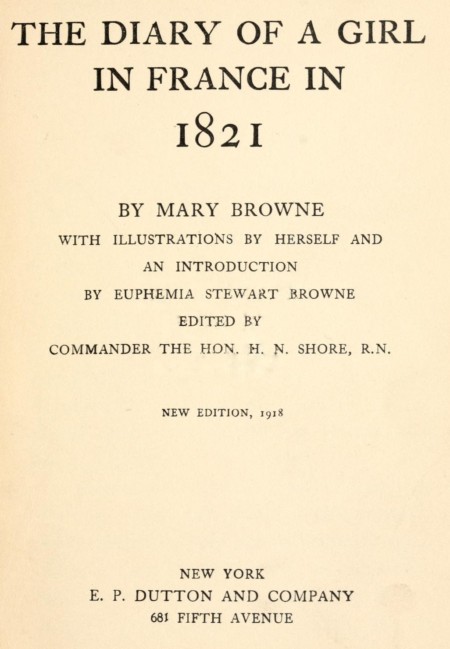 THE DIARY OF A GIRL
IN FRANCE IN
1821
BY MARY BROWNE
WITH ILLUSTRATIONS BY HERSELF AND
AN INTRODUCTION
BY EUPHEMIA STEWART BROWNE
EDITED BY
COMMANDER THE HON. H. N. SHORE, R.N.
NEW EDITION, 1918
NEW YORK
E. P. DUTTON AND COMPANY
681 FIFTH AVENUE